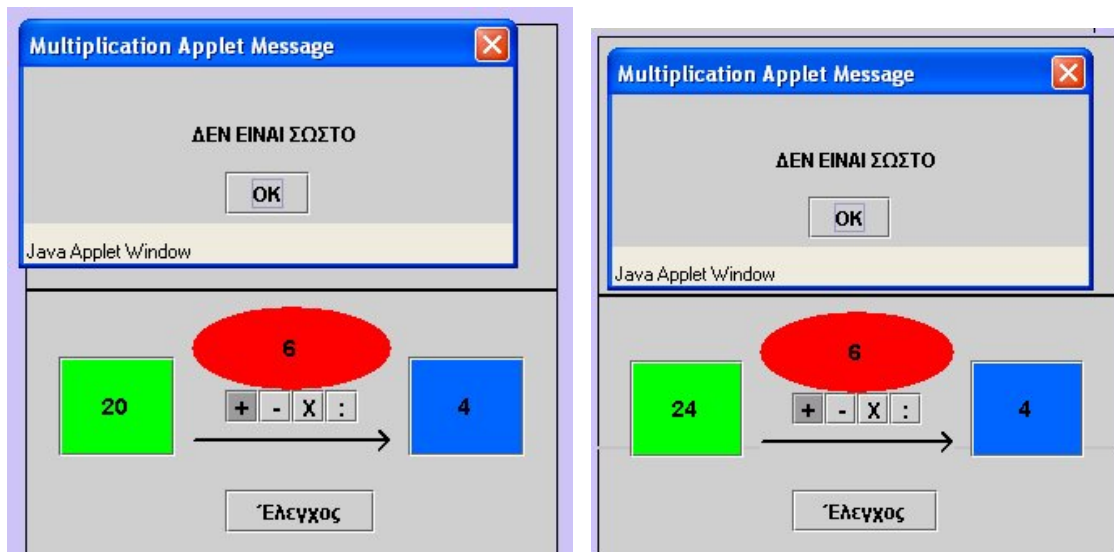 Multiplication Applet Message
ΔΕΝ ΕΙΝΑΙ ΣΩΣΤΟ
OK
Java Applet Window
6
20
+ - X :
4
Έλεγχος
Multiplication Applet Message
ΔΕΝ ΕΙΝΑΙ ΣΩΣΤΟ
OK
Java Applet Window
6
24
+ - X :
4
Έλεγχος